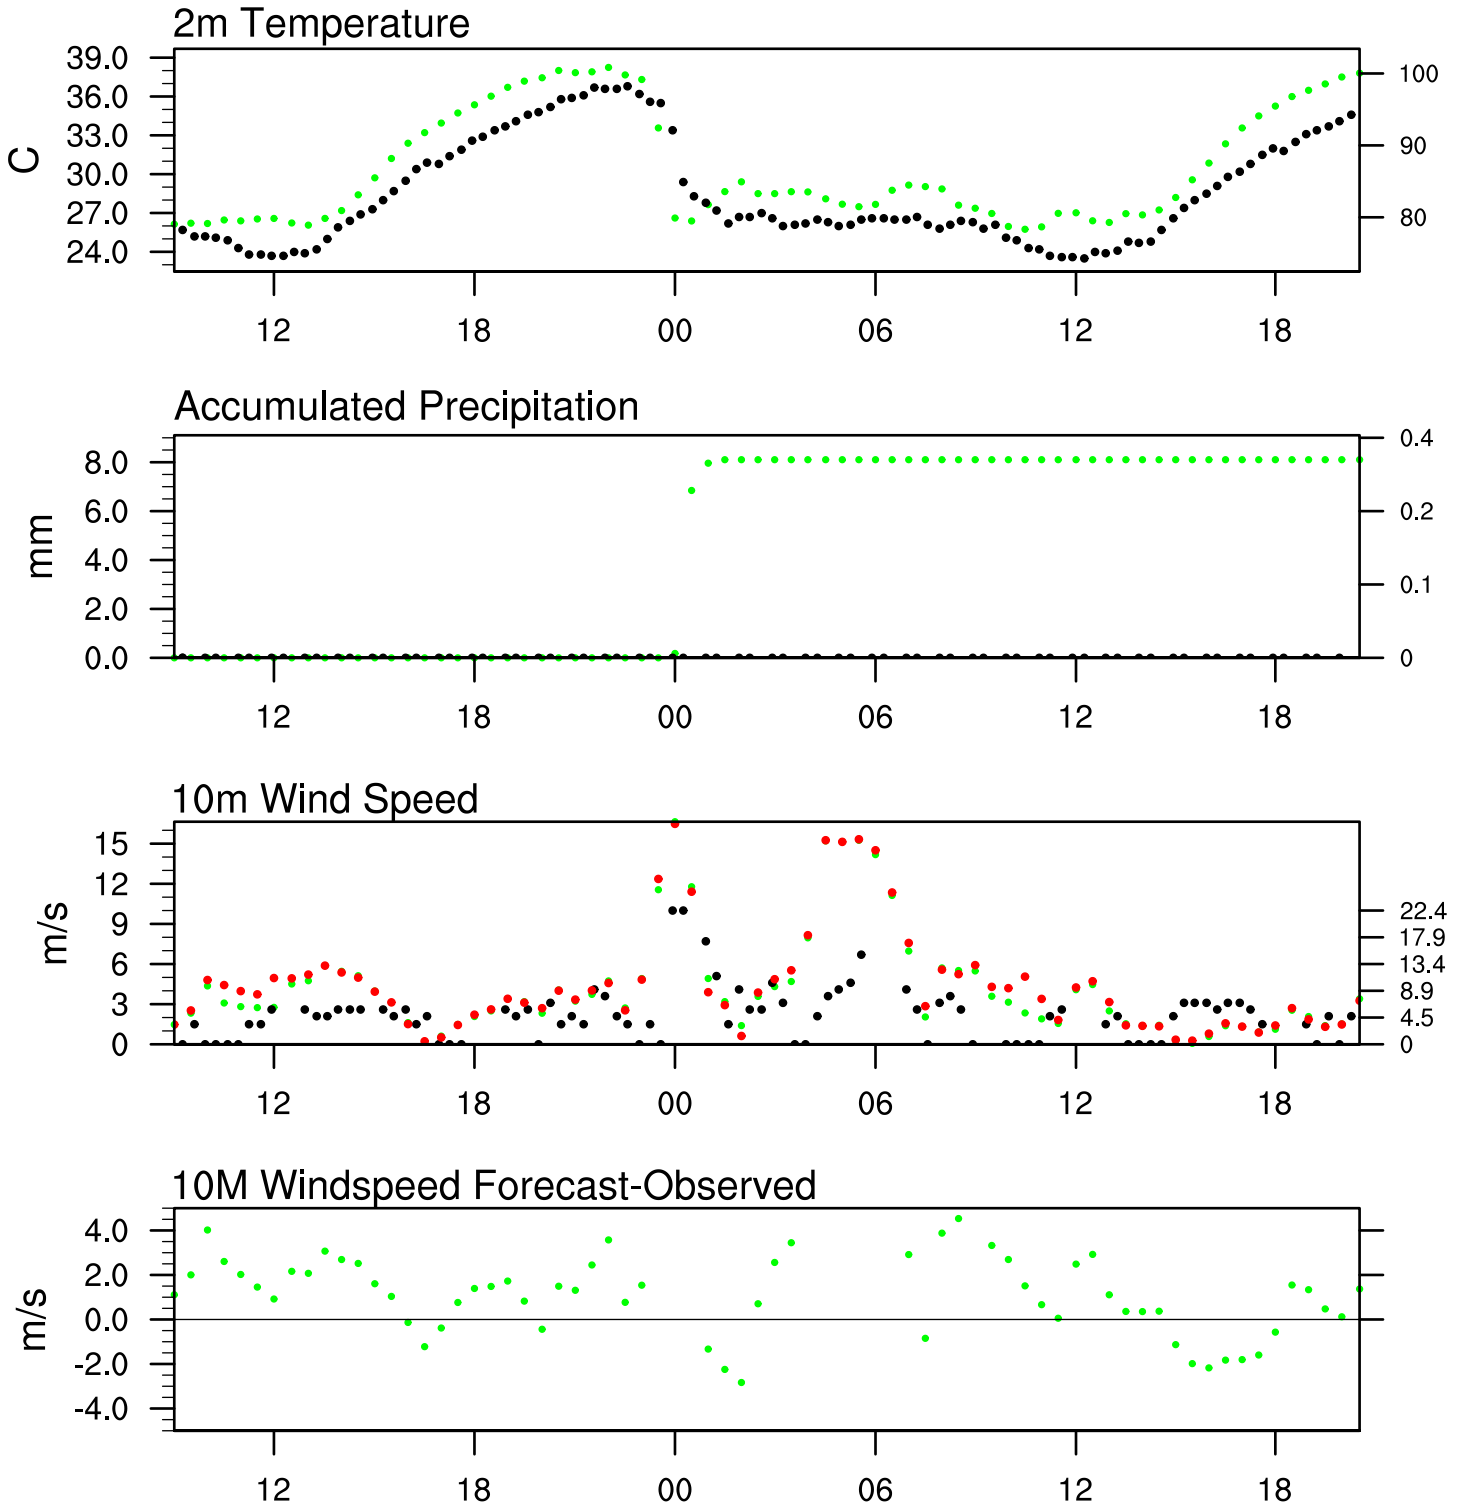 2m Temperature
39.0
36.0
33.0
30.0
27.0
24.0
C
100
90
80
12 18 00 06 12 18
Accumulated Precipitation
8.0
6.0
4.0
2.0
0.0
mm
0.4
0.2
0.1
0
12 18 00 06 12 18
10m Wind Speed
15
12
9
6
3
0
m/s
22.4
17.9
13.4
8.9
4.5
0
12 18 00 06 12 18
10M Windspeed Forecast-Observed
4.0
2.0
0.0
-2.0
-4.0
m/s
12 18 00 06 12 18